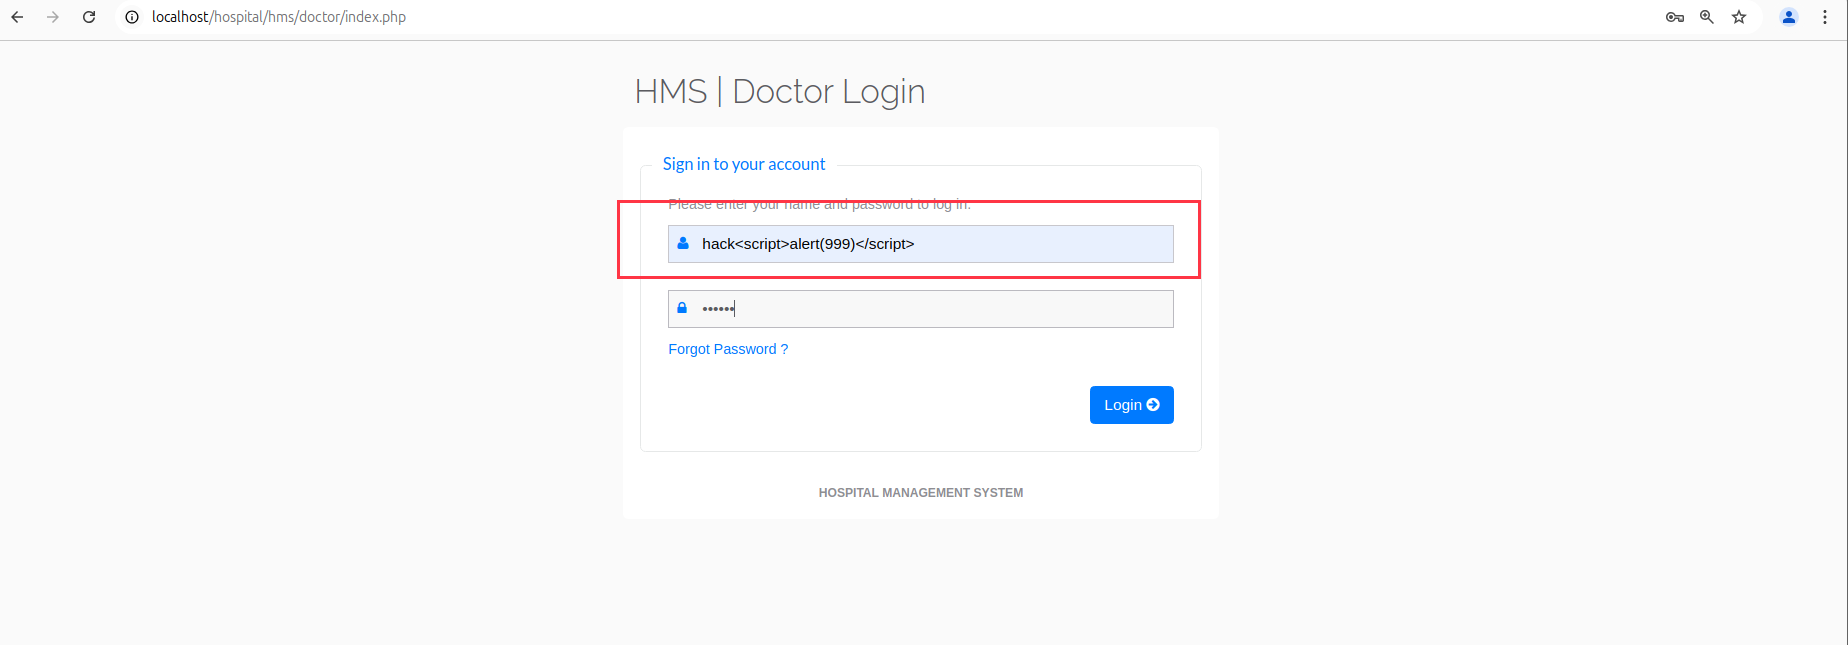 localhost/hospital/hms/doctor/index.php
HMS | Doctor Login
Sign in to your account
Please enter your name and password to log in.
hack<script>alert(999)</script>
••••••
Forgot Password ?
Login
HOSPITAL MANAGEMENT SYSTEM